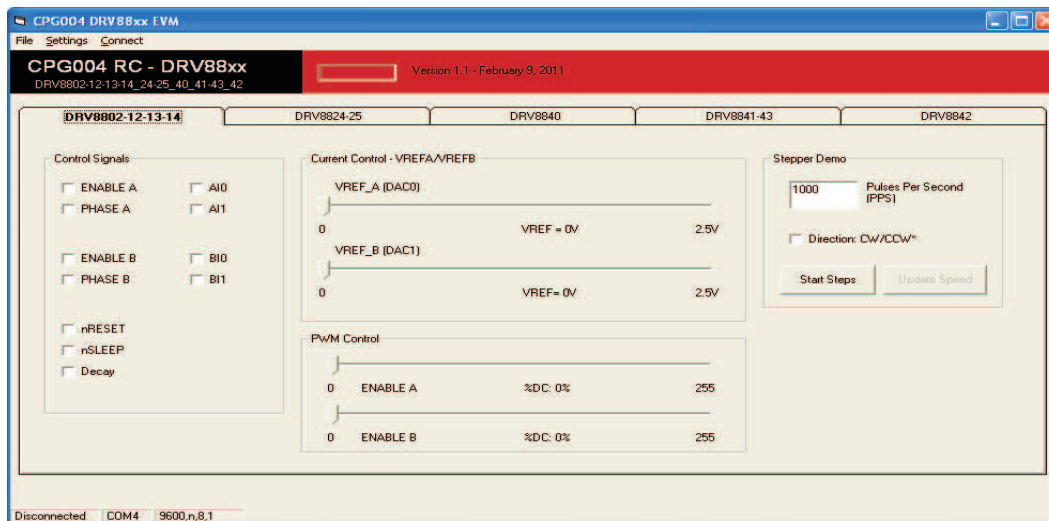 CPG004 DRV88xx EVM
File Settings Connect
CPG004 RC - DRV88xx
DRV8802-12-13-14_24-25_40_41-43_42
Version 1.1 - February 9, 2011
DRV8802-12-13-14 DRV8824-25 DRV8840 DRV8841-43 DRV8842
Control Signals
ENABLE A AI0
PHASE A AI1
ENABLE B BI0
PHASE B BI1
nRESET
nSLEEP
Decay
Current Control - VREFA/VREFB
VREF_A (DAC0)
0 VREF = 0V 2.5V
VREF_B (DAC1)
0 VREF= 0V 2.5V
PWM Control
0 ENABLE A %DC: 0% 255
0 ENABLE B %DC: 0% 255
Stepper Demo
1000 Pulses Per Second
(PPS)
Direction: CW/CCW*
Start Steps Update Speed
Disconnected COM4 9600,n,8,1